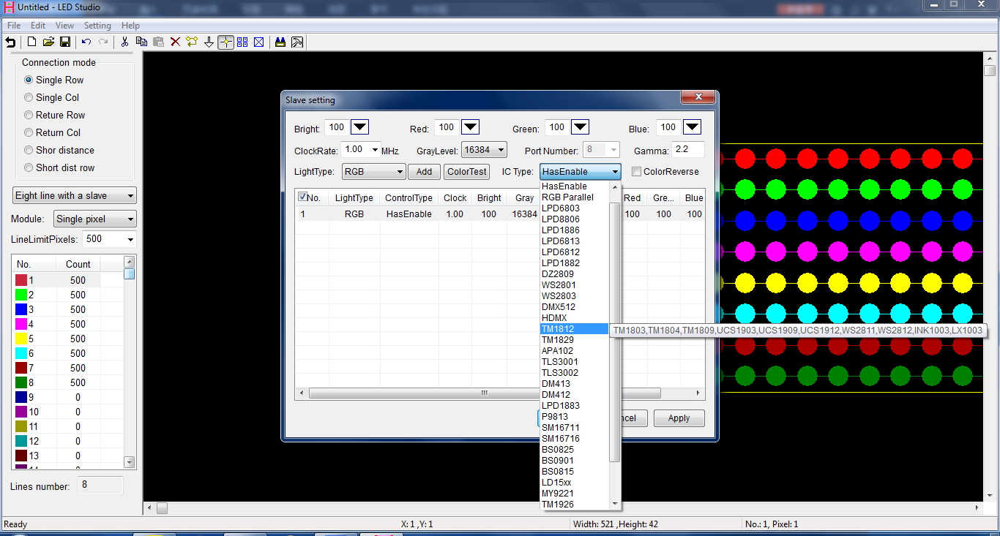 Untitled - LED Studio
File Edit View Setting Help
Connection mode
Single Row
Single Col
Reture Row
Return Col
Shor distance
Short dist row
Eight line with a slave
Module: Single pixel
LineLimitPixels: 500
No. Count
1 500
2 500
3 500
4 500
5 500
6 500
7 500
8 500
9 0
10 0
11 0
12 0
13 0
Lines number: 8
Slave setting
Bright: 100 Red: 100 Green: 100 Blue: 100
ClockRate: 1.00 MHz GrayLevel: 16384 Port Number: 8 Gamma: 2.2
LightType: RGB Add ColorTest IC Type: HasEnable ColorReverse
No. LightType ControlType Clock Bright Gray Red Gre... Blue
1 RGB HasEnable 1.00 100 16384 100 100 100
HasEnable
RGB Parallel
LPD6803
LPD8806
LPD1886
LPD6813
LPD6812
LPD1882
DZ2809
WS2801
WS2803
DMX512
HDMX
TM1812
TM1803,TM1804,TM1809,UCS1903,UCS1909,UCS1912,WS2811,WS2812,INK1003,LX1003
TM1829
APA102
TLS3001
TLS3002
DM413
DM412
LPD1883
P9813
SM16711
SM16716
BS0825
BS0901
BS0815
LD15xx
MY9221
TM1926
cel Apply
Ready X: 1 ,Y: 1 Width: 521 ,Height: 42 No.: 1, Pixel: 1